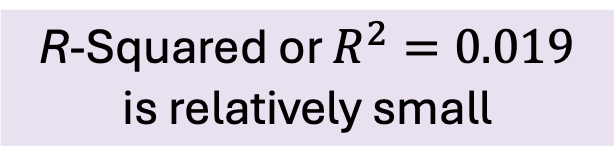 R-Squared or R² = 0.019
is relatively small